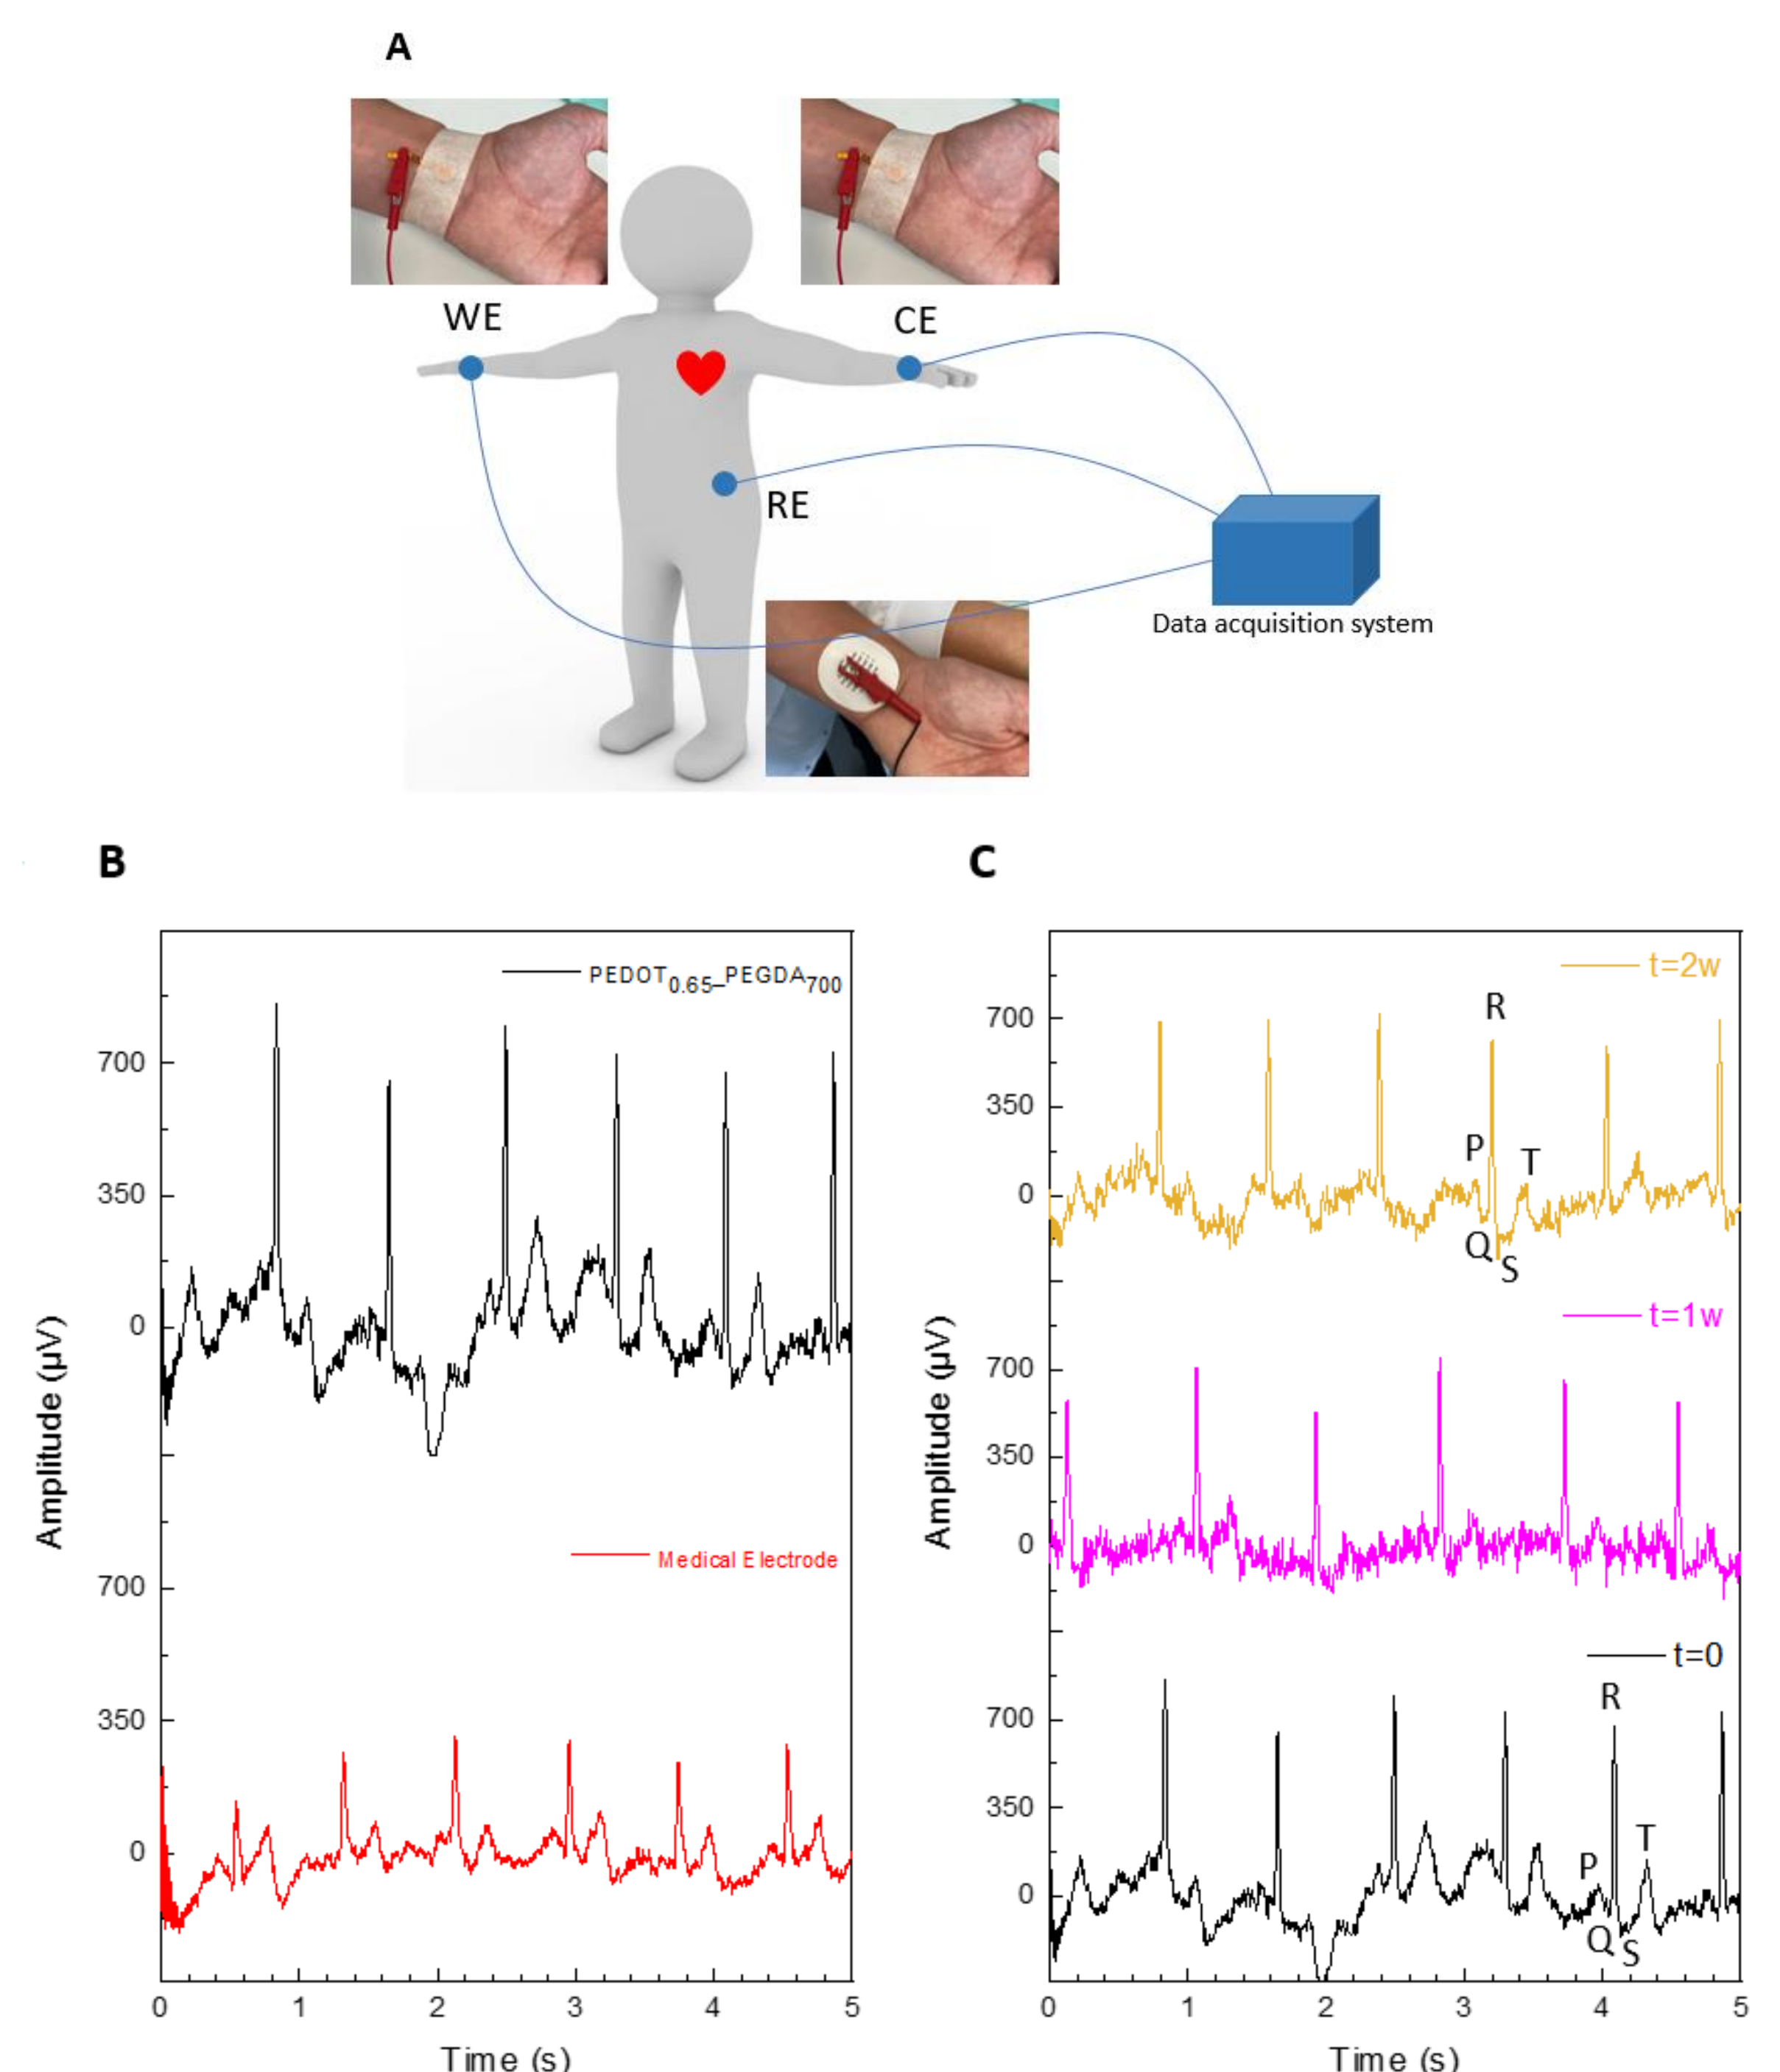 A
WE
CE
RE
Data acquisition system
B
PEDOT0.65_PEGDA700
700
350
0
Medical Electrode
700
350
0
Amplitude (µV)
0 1 2 3 4 5
Time (s)
C
t=2w
R
700
350
P
T
0
Q
S
t=1w
700
350
0
Amplitude (µV)
t=0
R
700
350
T
P
0
Q
S
0 1 2 3 4 5
Time (s)